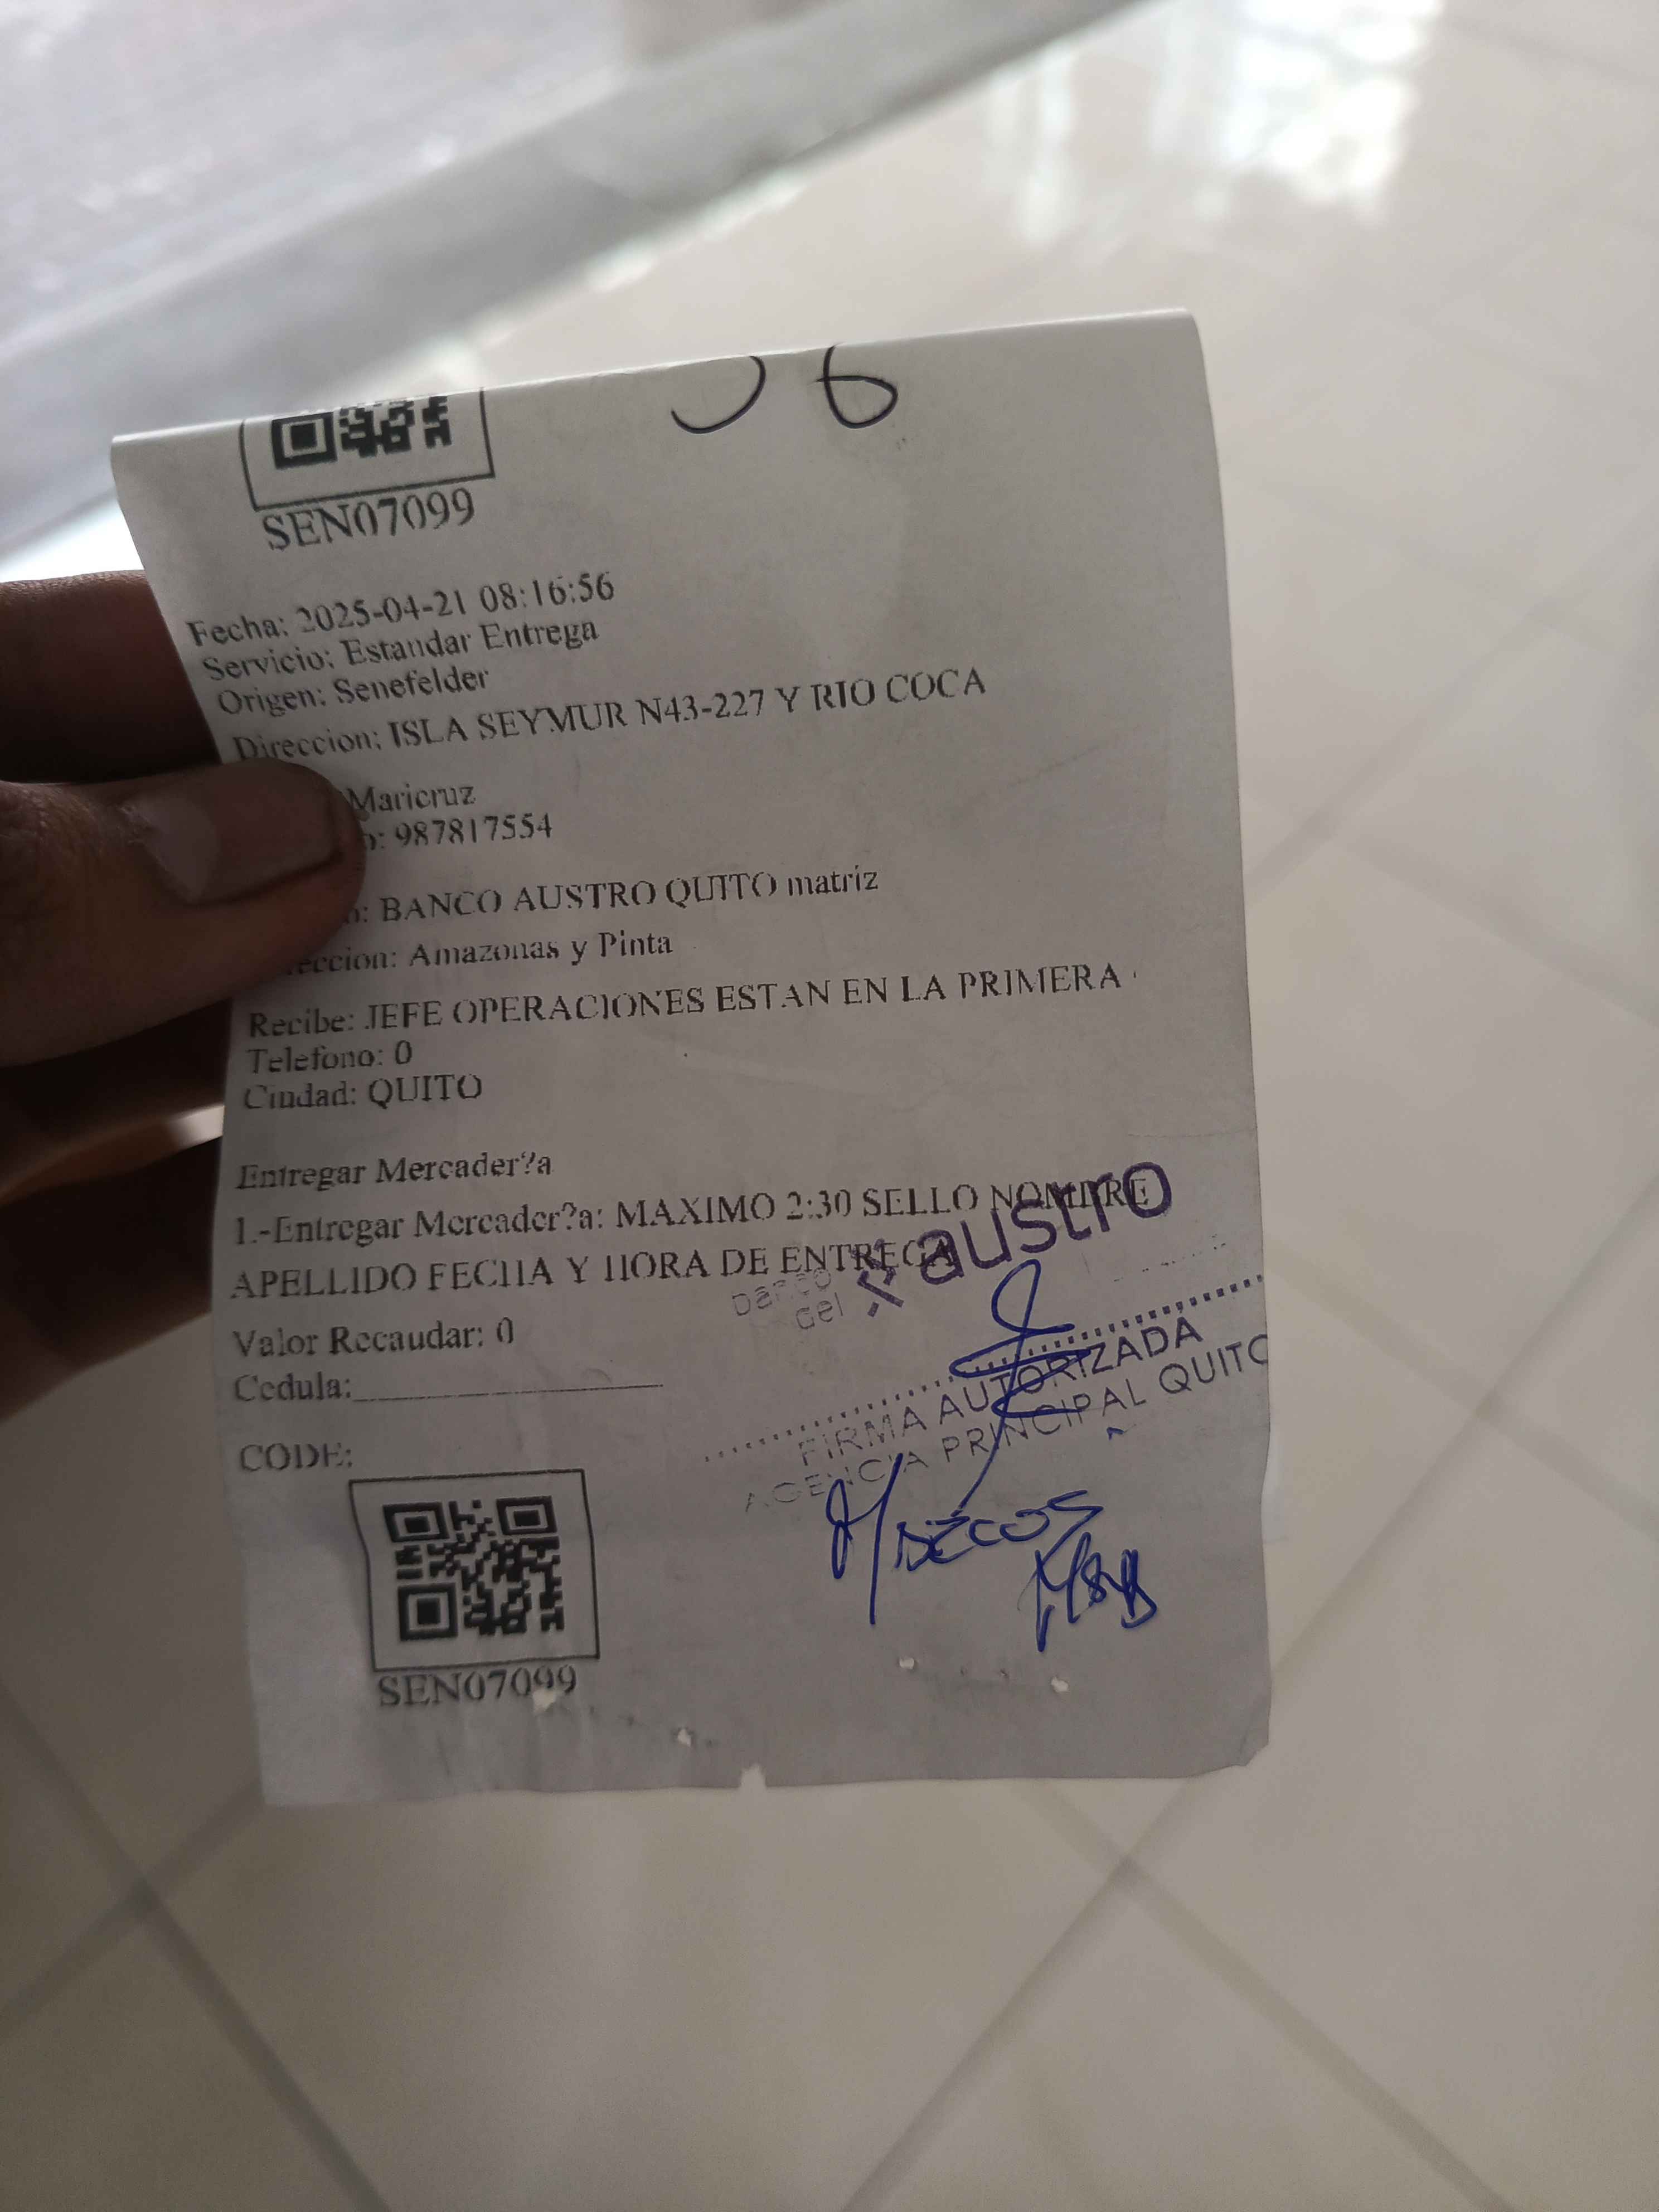 SEN07099
Fecha: 2025-04-21 08:16:56
Servicio: Estandar Entrega
Origen: Senefelder
Direccion: ISLA SEYMUR N43-227 Y RIO COCA
Maricruz
o: 987817554
o: BANCO AUSTRO QUITO matriz
eccion: Amazonas y Pinta
Recibe: JEFE OPERACIONES ESTAN EN LA PRIMERA
Telefono: 0
Ciudad: QUITO
Entregar Mercader?a
1.-Entregar Mercader?a: MAXIMO 2:30 SELLO NOMBRE
APELLIDO FECHA Y HORA DE ENTREGA
banco del austro
Valor Recaudar: 0
Cedula:
FIRMA AUTORIZADA
AGENCIA PRINCIPAL QUITO
CODE:
SEN07099